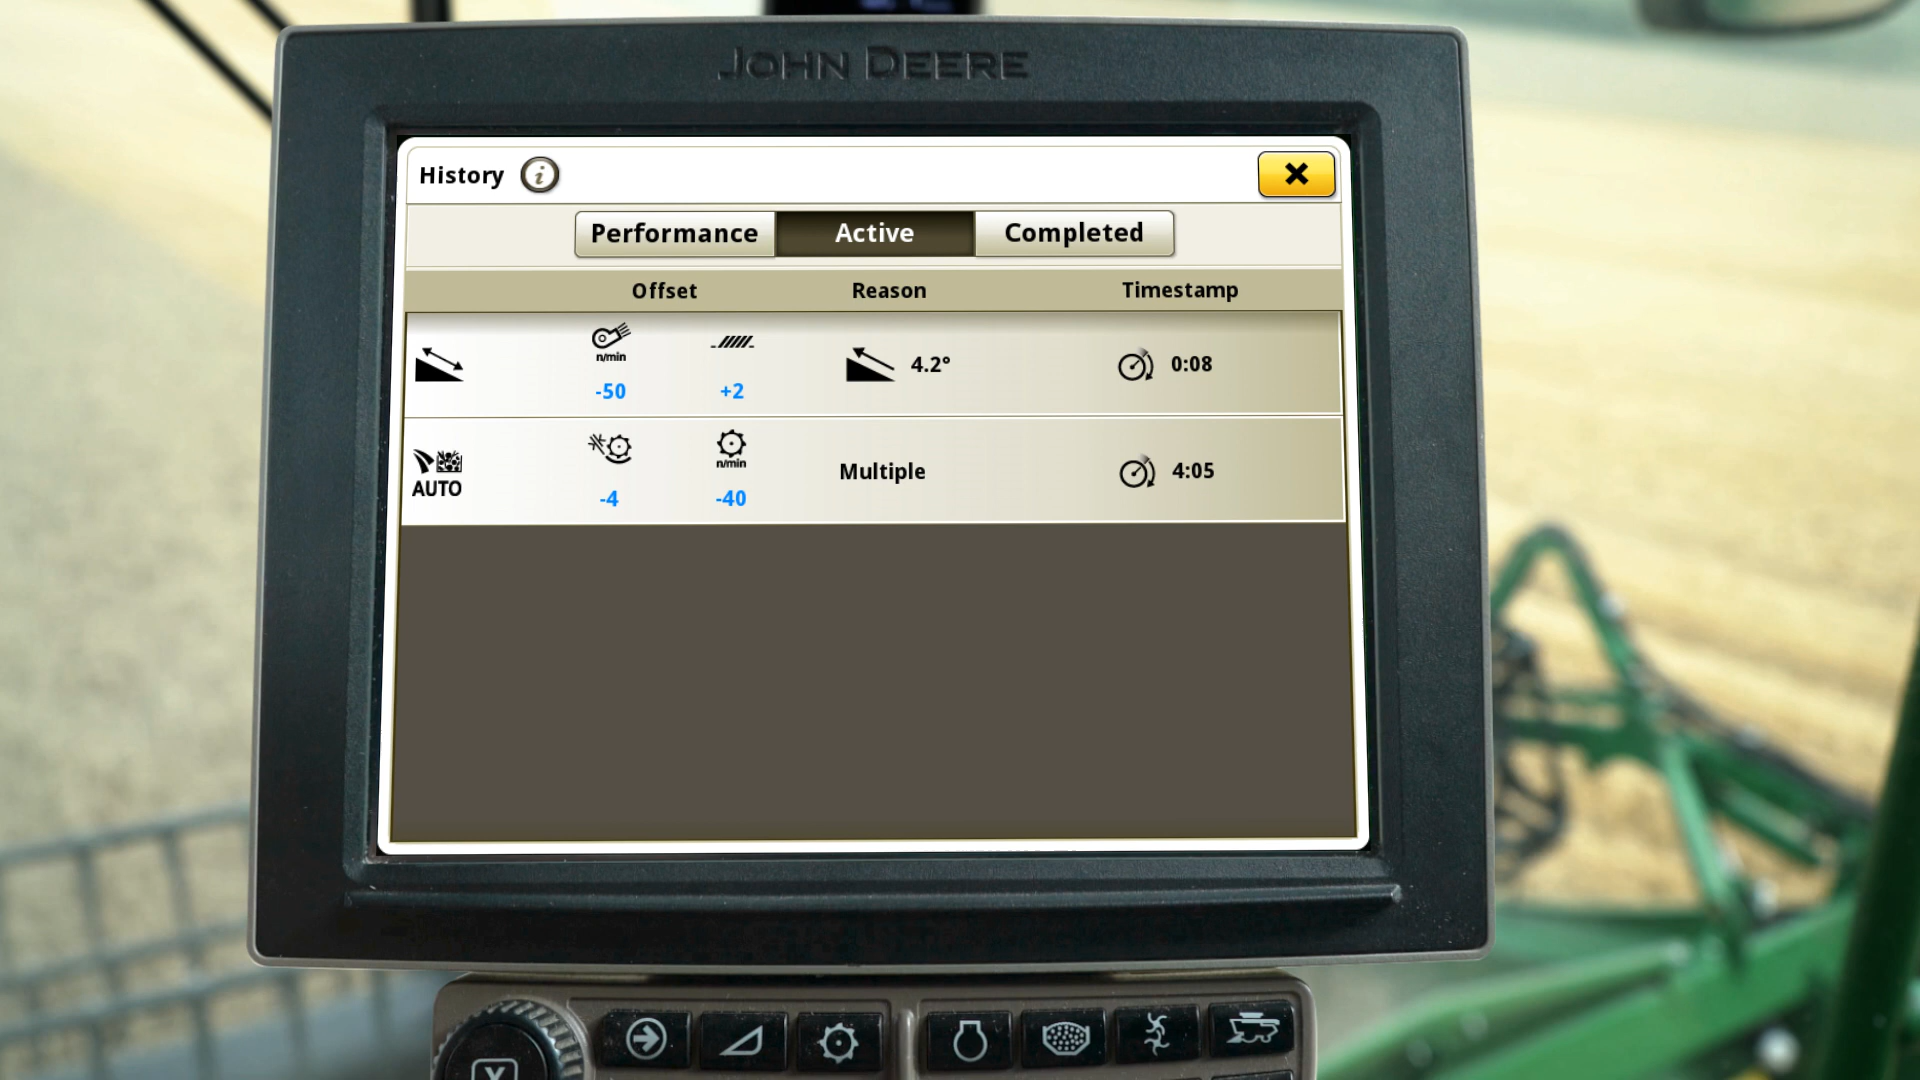 JOHN DEERE
History i
Performance Active Completed
Offset Reason Timestamp
n/min
-50 +2 4.2° 0:08
n/min
AUTO -4 -40 Multiple 4:05
X